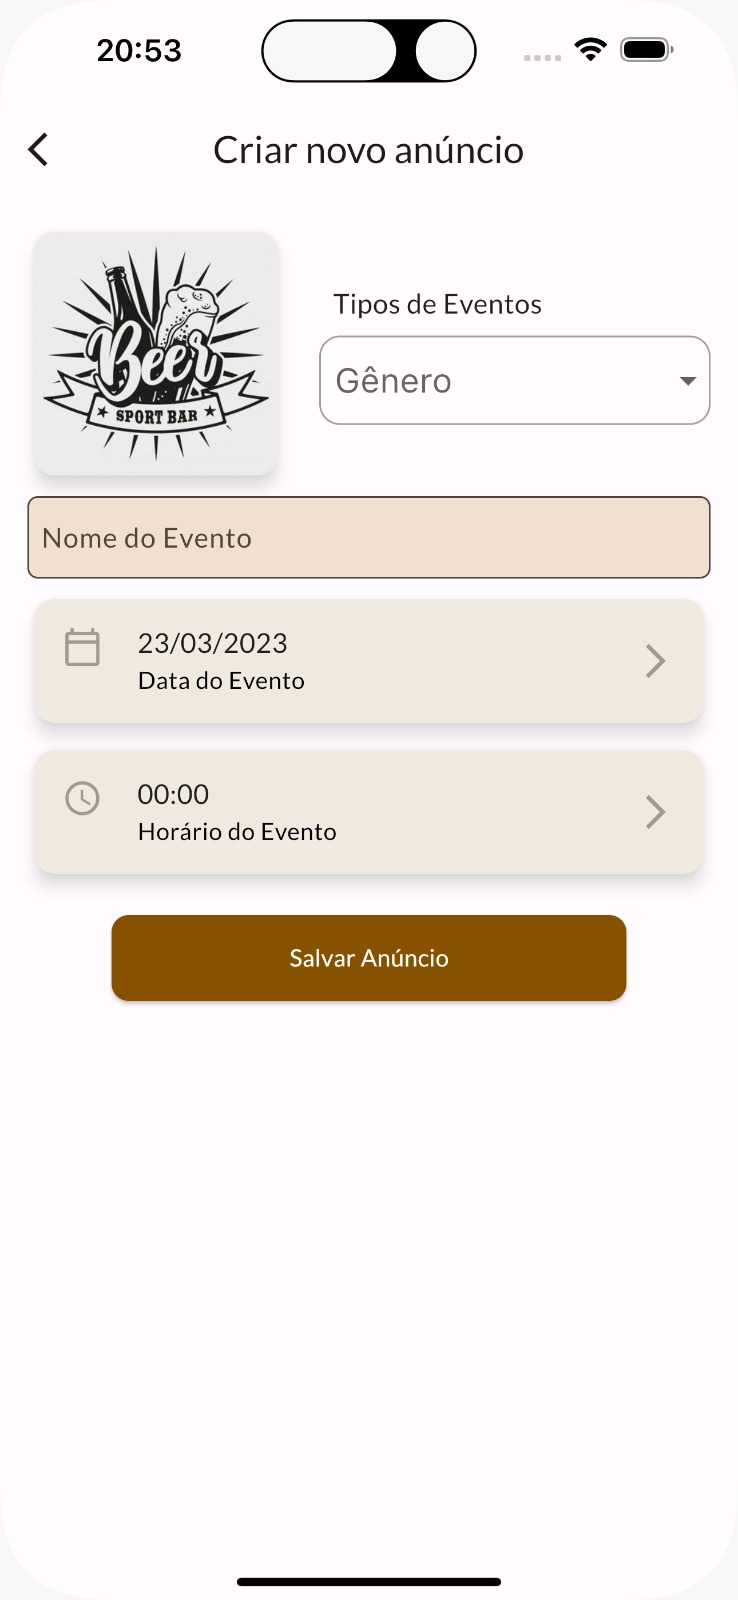 20:53
Criar novo anúncio
Beer
SPORT BAR
Tipos de Eventos
Gênero
Nome do Evento
23/03/2023
Data do Evento
00:00
Horário do Evento
Salvar Anúncio